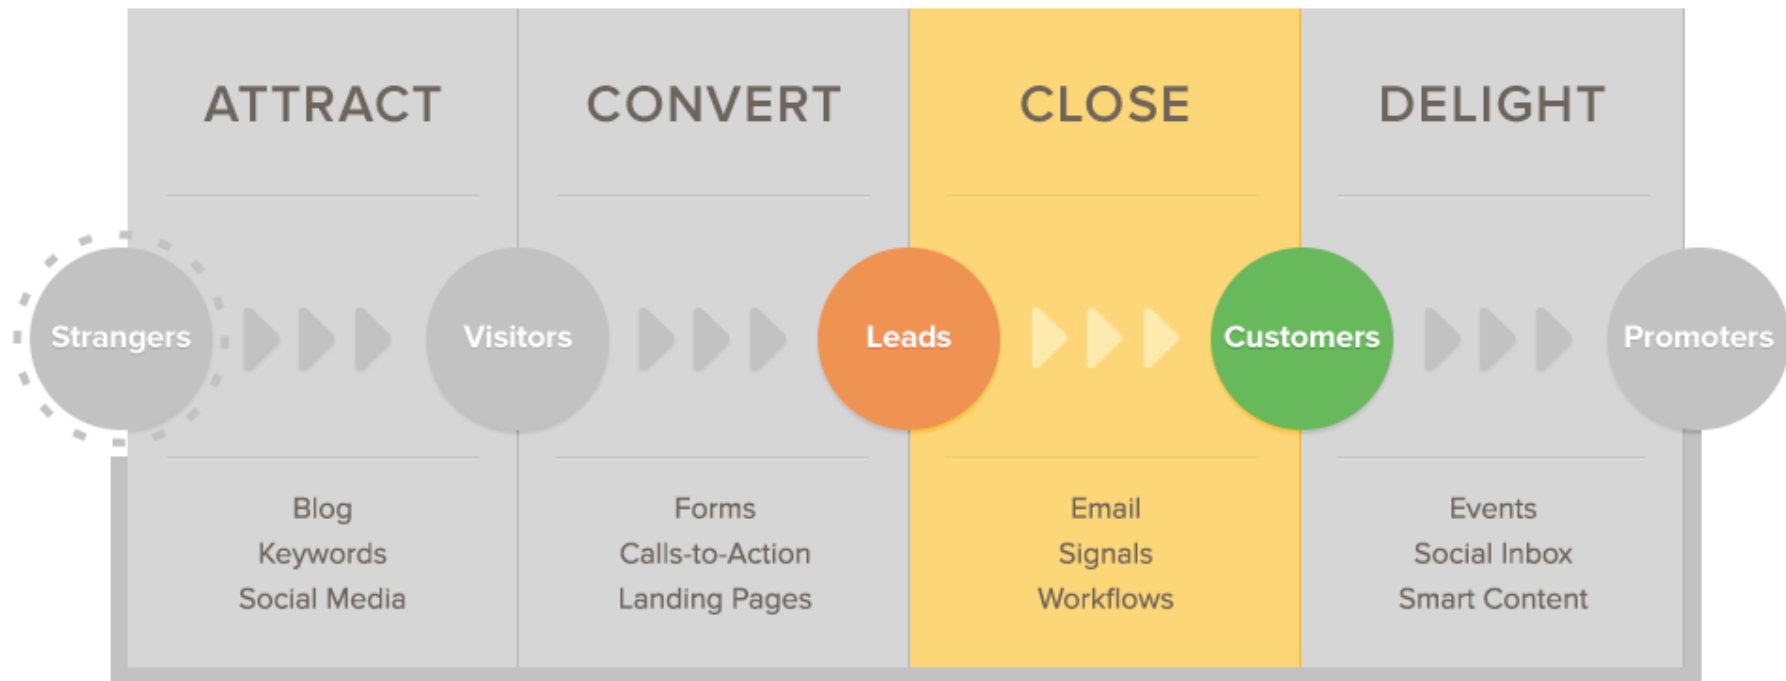 ATTRACT
CONVERT
CLOSE
DELIGHT
Strangers
Visitors
Leads
Customers
Promoters
Blog
Keywords
Social Media
Forms
Calls-to-Action
Landing Pages
Email
Signals
Workflows
Events
Social Inbox
Smart Content